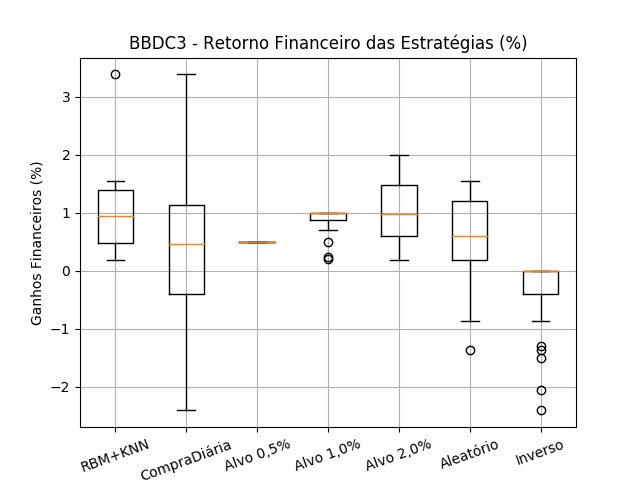 BBDC3 - Retorno Financeiro das Estratégias (%)
Ganhos Financeiros (%)
3
2
1
0
−1
−2
RBM+KNN
CompraDiária
Alvo 0,5%
Alvo 1,0%
Alvo 2,0%
Aleatório
Inverso